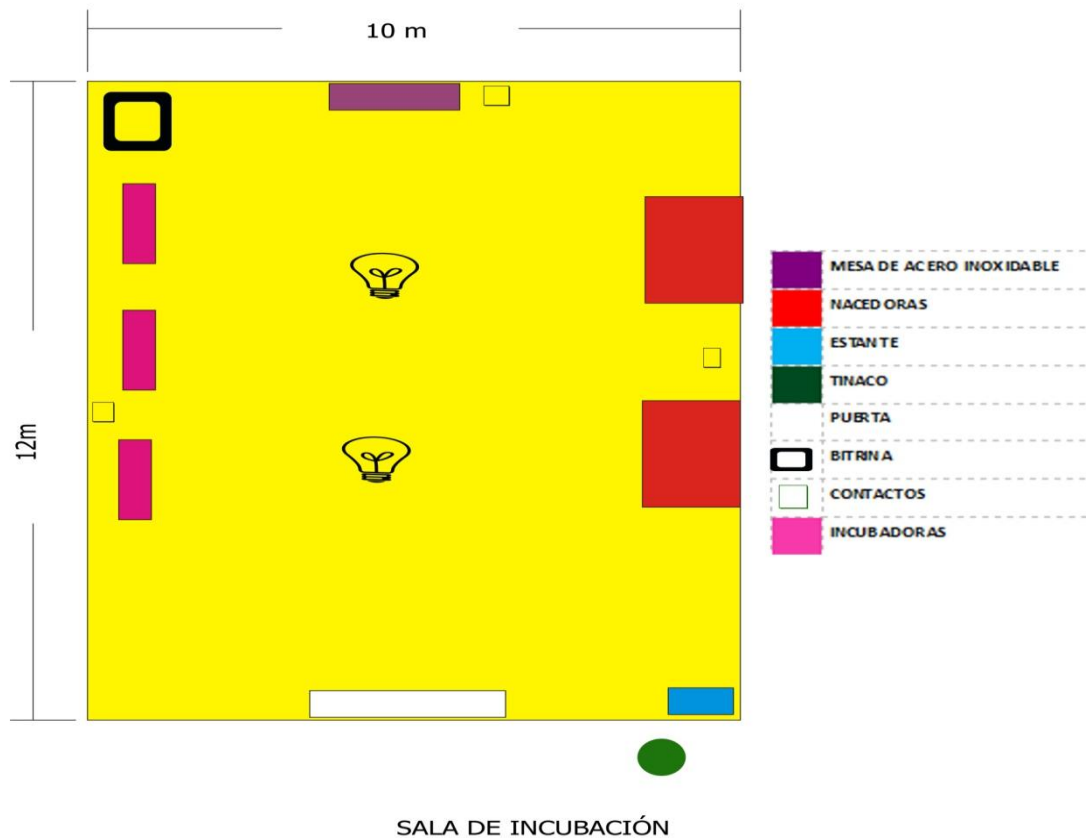 10 m
12m
MESA DE ACERO INOXIDABLE
NACEDORAS
ESTANTE
TINACO
PUERTA
BITRINA
CONTACTOS
INCUBADORAS
SALA DE INCUBACIÓN